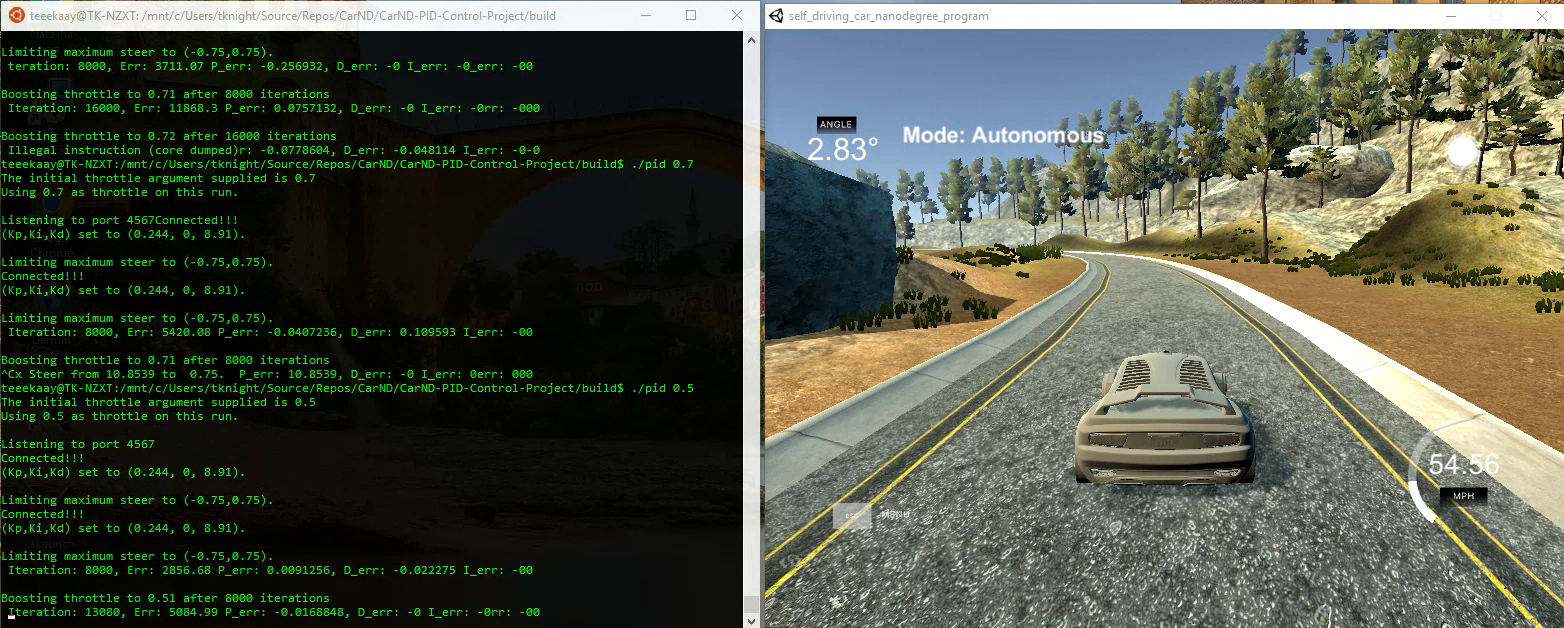 teeekaay@TK-NZXT: /mnt/c/Users/tknight/Source/Repos/CarND/CarND-PID-Control-Project/build
Limiting maximum steer to (-0.75,0.75).
teration: 8000, Err: 3711.07 P_err: -0.256932, D_err: -0 I_err: -0_err: -00
Boosting throttle to 0.71 after 8000 iterations
Iteration: 16000, Err: 11868.3 P_err: 0.0757132, D_err: -0 I_err: -0rr: -000
Boosting throttle to 0.72 after 16000 iterations
Illegal instruction (core dumped)r: -0.0778604, D_err: -0.048114 I_err: -0-0
teeekaay@TK-NZXT:/mnt/c/Users/tknight/Source/Repos/CarND/CarND-PID-Control-Project/build$ ./pid 0.7
The initial throttle argument supplied is 0.7
Using 0.7 as throttle on this run.
Listening to port 4567Connected!!!
(Kp,Ki,Kd) set to (0.244, 0, 8.91).
Limiting maximum steer to (-0.75,0.75).
Connected!!!
(Kp,Ki,Kd) set to (0.244, 0, 8.91).
Limiting maximum steer to (-0.75,0.75).
Iteration: 8000, Err: 5420.08 P_err: -0.0407236, D_err: 0.109593 I_err: -00
Boosting throttle to 0.71 after 8000 iterations
^Cx Steer from 10.8539 to  0.75.  P_err: 10.8539, D_err: -0 I_err: 0err: 000
teeekaay@TK-NZXT:/mnt/c/Users/tknight/Source/Repos/CarND/CarND-PID-Control-Project/build$ ./pid 0.5
The initial throttle argument supplied is 0.5
Using 0.5 as throttle on this run.
Listening to port 4567
Connected!!!
(Kp,Ki,Kd) set to (0.244, 0, 8.91).
Limiting maximum steer to (-0.75,0.75).
Connected!!!
(Kp,Ki,Kd) set to (0.244, 0, 8.91).
Limiting maximum steer to (-0.75,0.75).
Iteration: 8000, Err: 2856.68 P_err: 0.0091256, D_err: -0.022275 I_err: -00
Boosting throttle to 0.51 after 8000 iterations
Iteration: 13080, Err: 5084.99 P_err: -0.0168848, D_err: -0 I_err: -0rr: -00
self_driving_car_nanodegree_program
ANGLE
2.83°
Mode: Autonomous
54.56
MPH
ESC
MENU